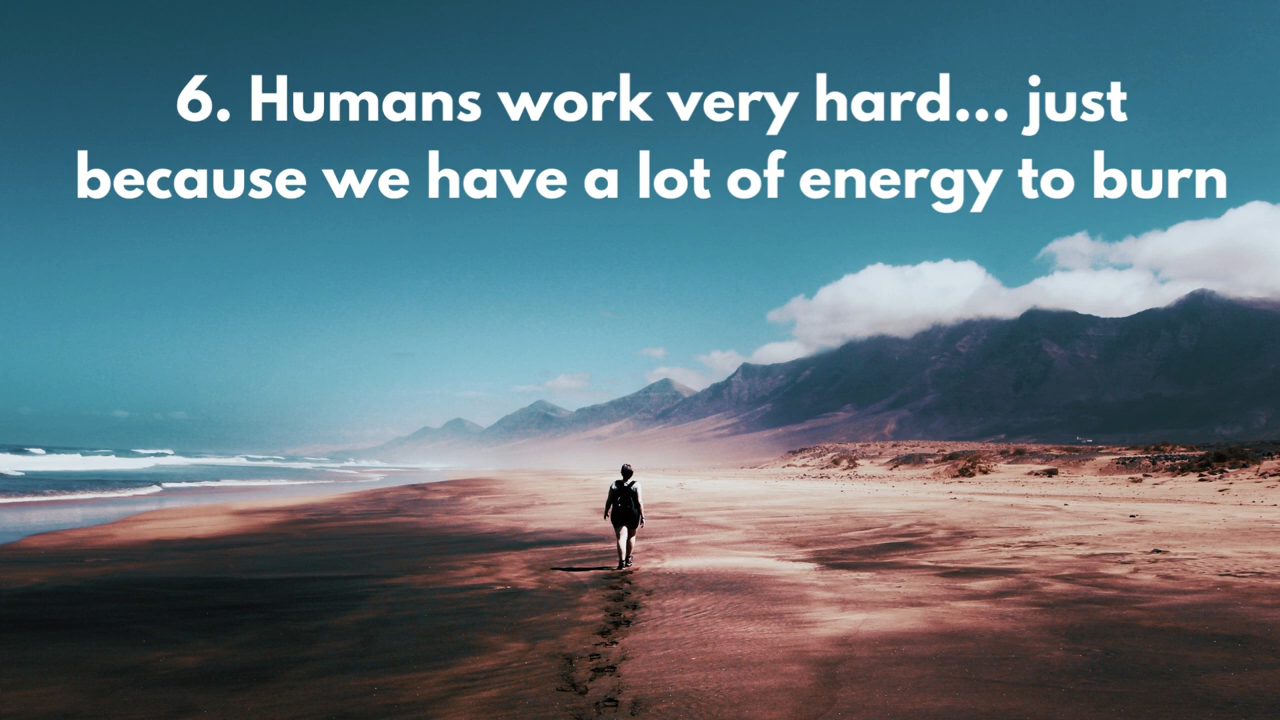 6. Humans work very hard... just
because we have a lot of energy to burn